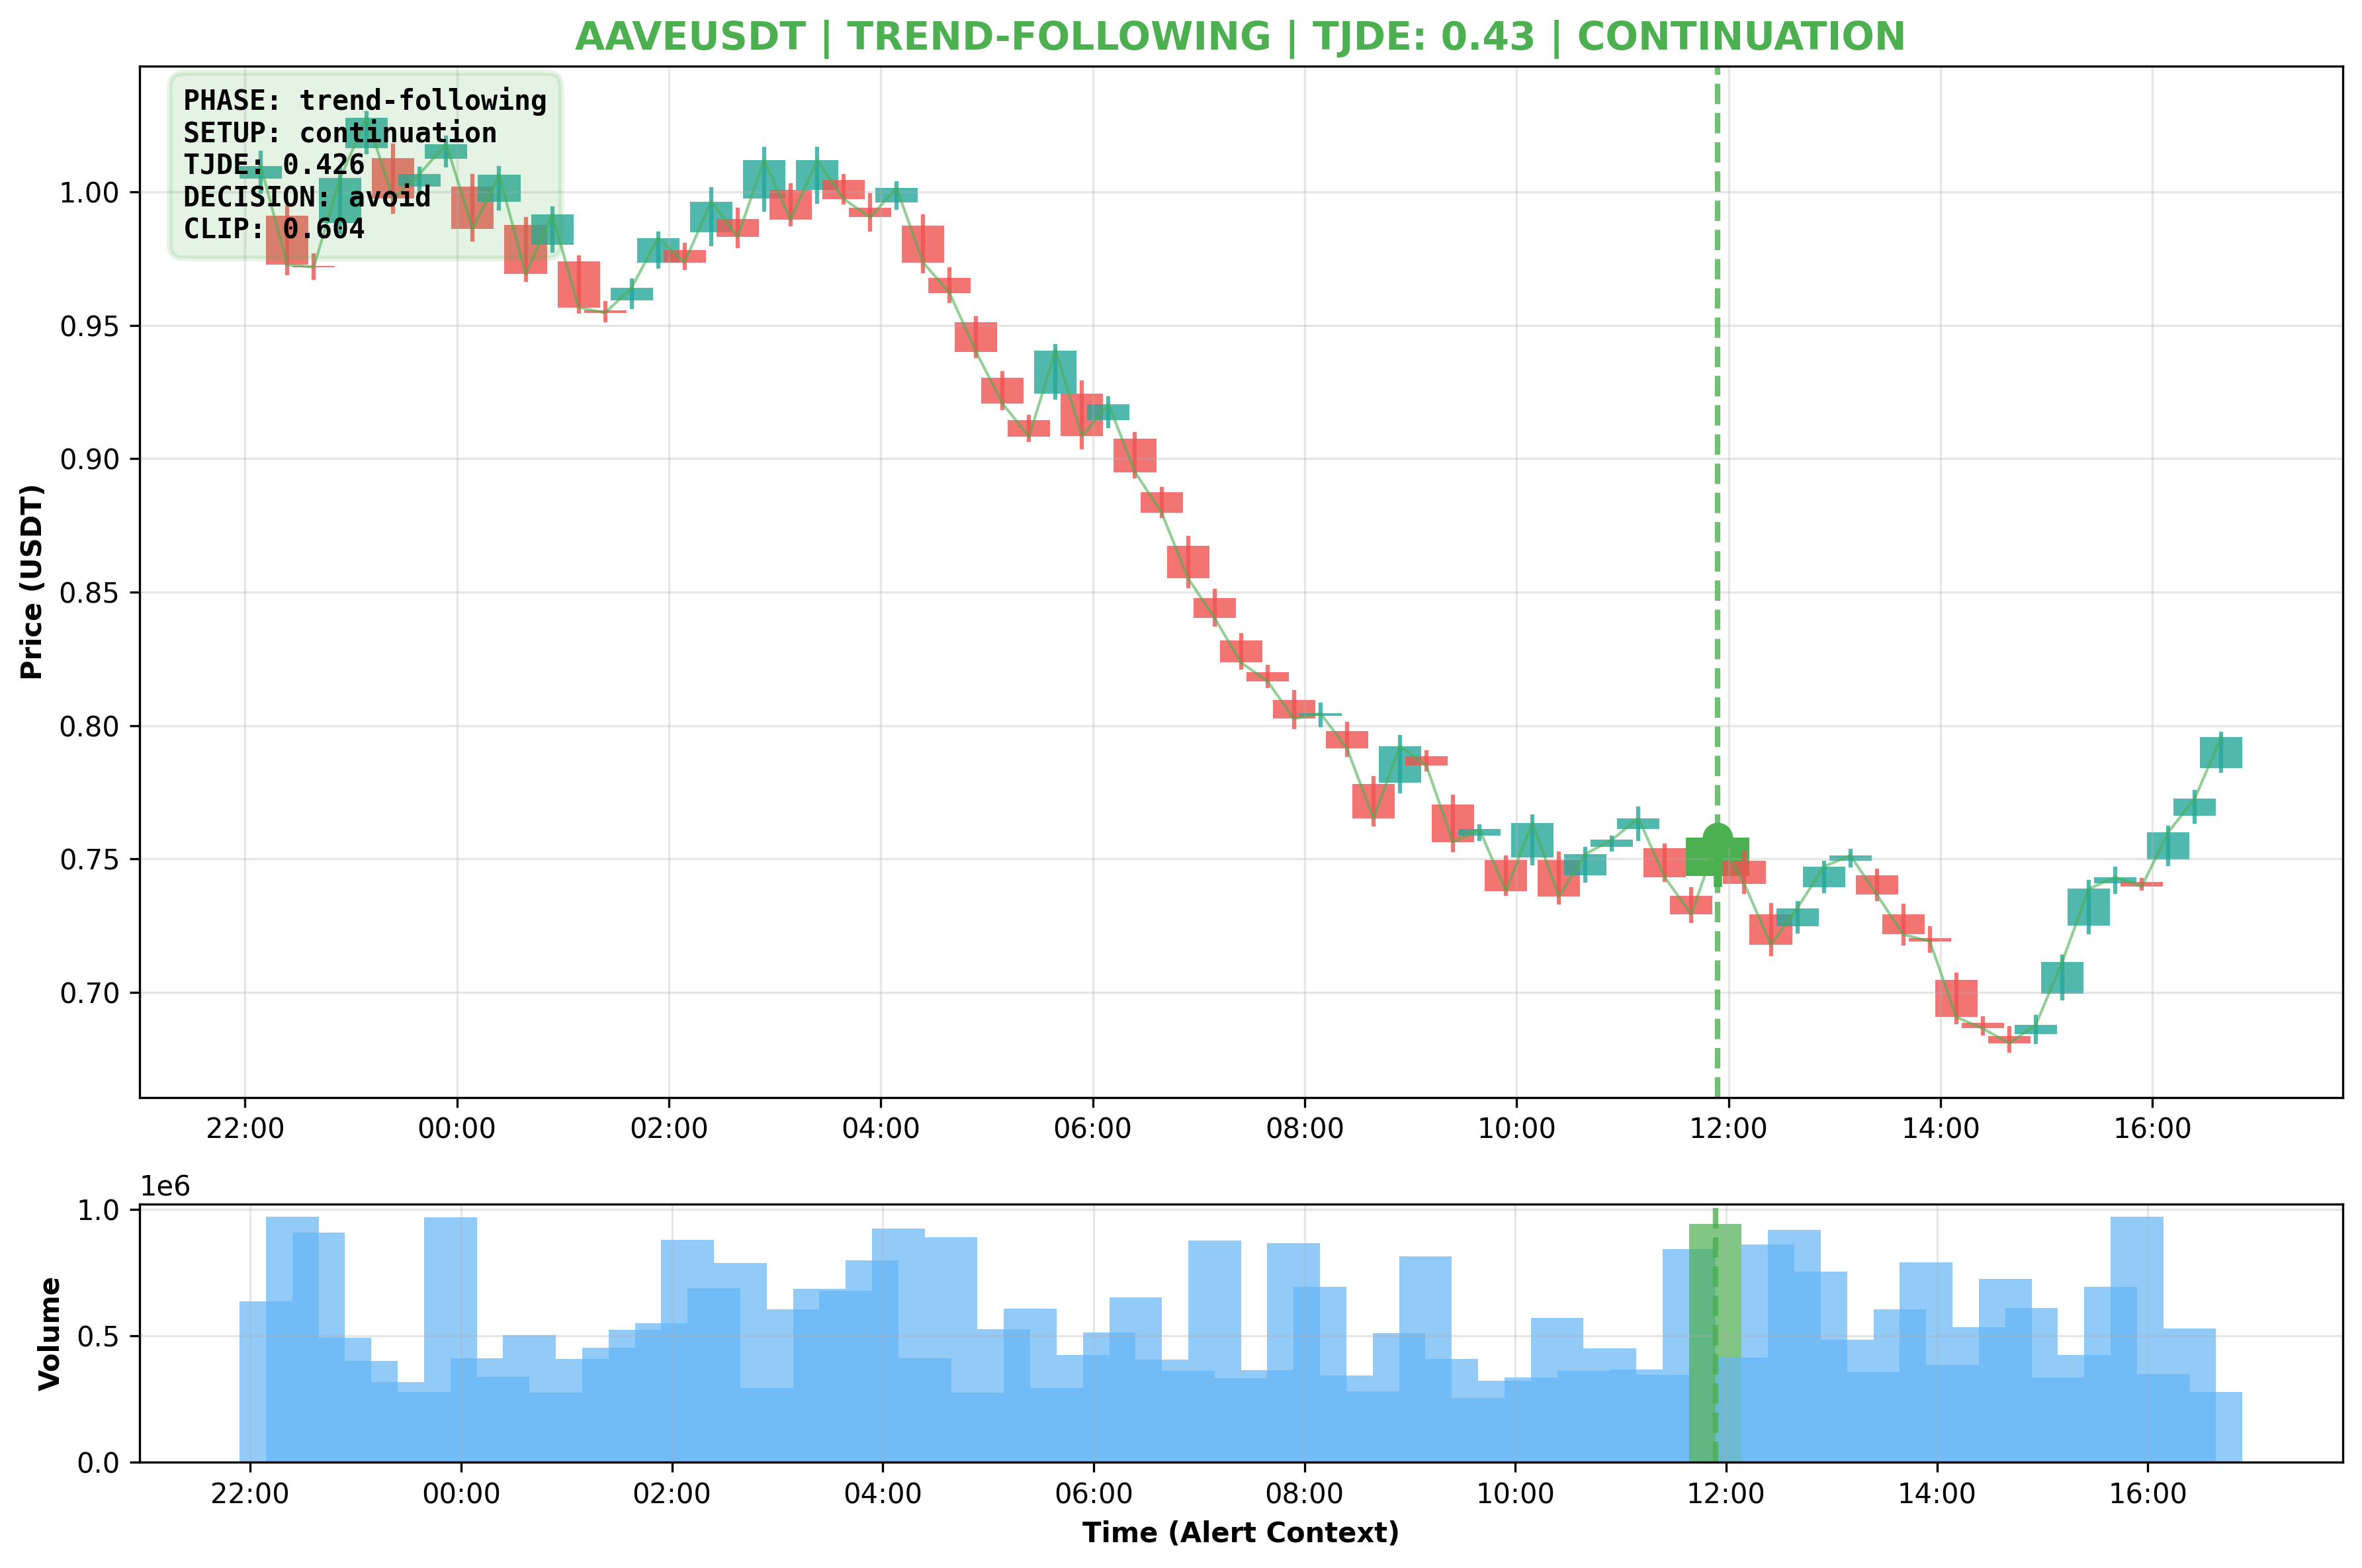 AAVEUSDT | TREND-FOLLOWING | TJDE: 0.43 | CONTINUATION
PHASE: trend-following
SETUP: continuation
TJDE: 0.426
DECISION: avoid
CLIP: 0.604
Price (USDT)
1.00
0.95
0.90
0.85
0.80
0.75
0.70
22:00 00:00 02:00 04:00 06:00 08:00 10:00 12:00 14:00 16:00
1e6
Volume
1.0
0.5
0.0
22:00 00:00 02:00 04:00 06:00 08:00 10:00 12:00 14:00 16:00
Time (Alert Context)